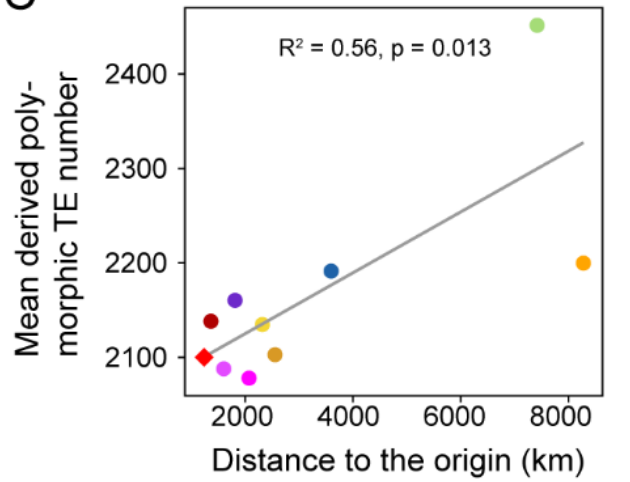 R² = 0.56, p = 0.013
Mean derived poly-
morphic TE number
2400
2300
2200
2100
2000
4000
6000
8000
Distance to the origin (km)